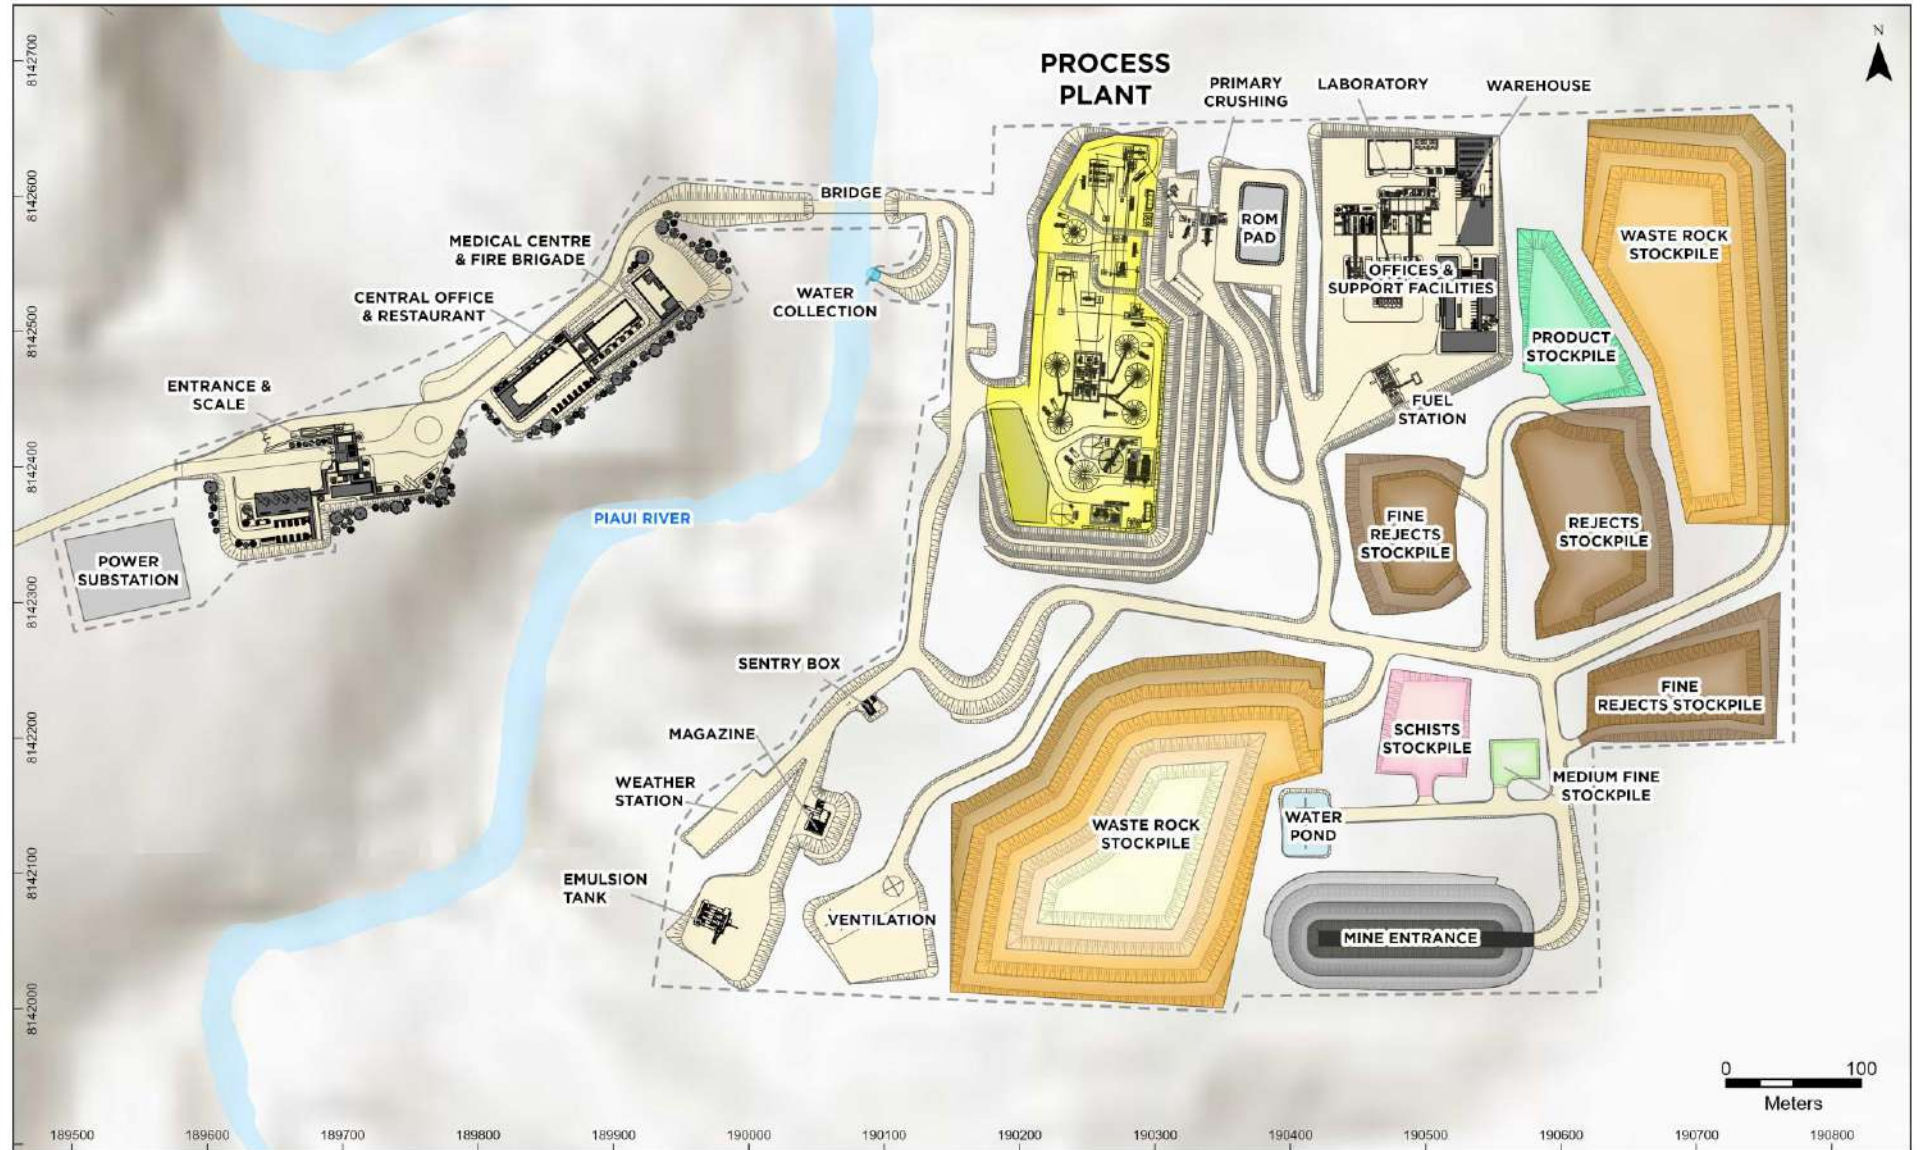 N
PROCESS
PLANT
PRIMARY
CRUSHING
LABORATORY
WAREHOUSE
BRIDGE
ROM
PAD
WASTE ROCK
STOCKPILE
MEDICAL CENTRE
& FIRE BRIGADE
OFFICES &
SUPPORT FACILITIES
CENTRAL OFFICE
& RESTAURANT
WATER
COLLECTION
PRODUCT
STOCKPILE
ENTRANCE &
SCALE
FUEL
STATION
PIAUI RIVER
FINE
REJECTS
STOCKPILE
REJECTS
STOCKPILE
POWER
SUBSTATION
SENTRY BOX
FINE
REJECTS STOCKPILE
MAGAZINE
SCHISTS
STOCKPILE
WEATHER
STATION
MEDIUM FINE
STOCKPILE
WASTE ROCK
STOCKPILE
WATER
POND
EMULSION
TANK
VENTILATION
MINE ENTRANCE
0 100
Meters
8142700
8142600
8142500
8142400
8142300
8142200
8142100
8142000
189500 189600 189700 189800 189900 190000 190100 190200 190300 190400 190500 190600 190700 190800